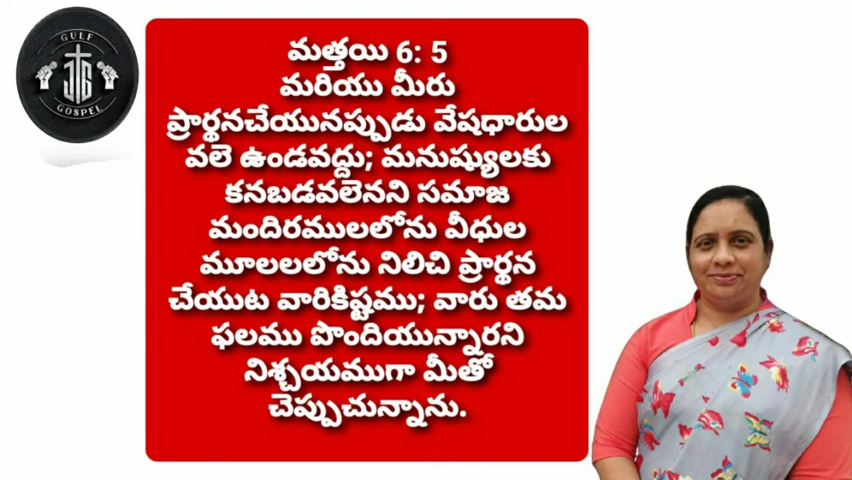 GULF
JG
GOSPEL
మత్తయి 6: 5
మరియు మీరు
ప్రార్థనచేయునప్పుడు వేషధారుల
వలె ఉండవద్దు; మనుష్యులకు
కనబడవలెనని సమాజ
మందిరములలోను వీధుల
మూలలలోను నిలిచి ప్రార్థన
చేయుట వారికిష్టము; వారు తమ
ఫలము పొందియున్నారని
నిశ్చయముగా మీతో
చెప్పుచున్నాను.